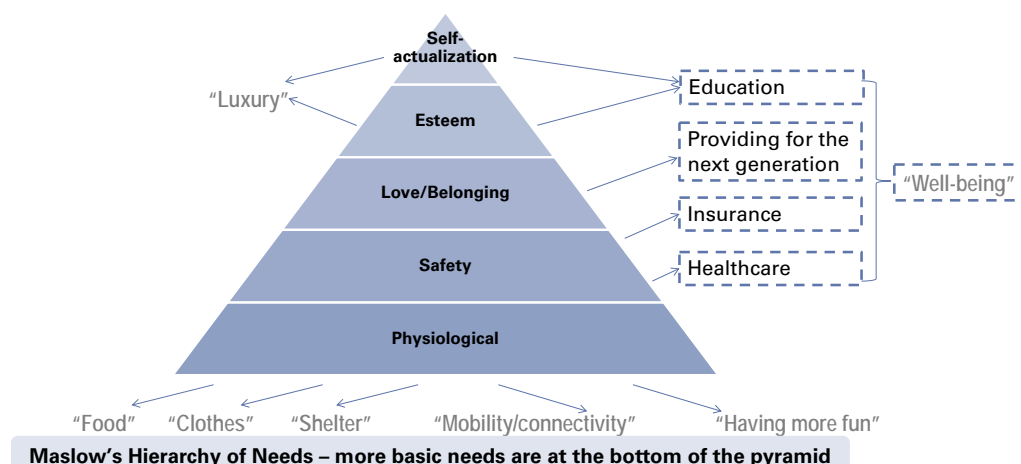 Self-
actualization
"Luxury"
Esteem
Love/Belonging
Safety
Physiological
Education
Providing for the
next generation
Insurance
Healthcare
"Well-being"
"Food" "Clothes" "Shelter" "Mobility/connectivity" "Having more fun"
Maslow's Hierarchy of Needs – more basic needs are at the bottom of the pyramid